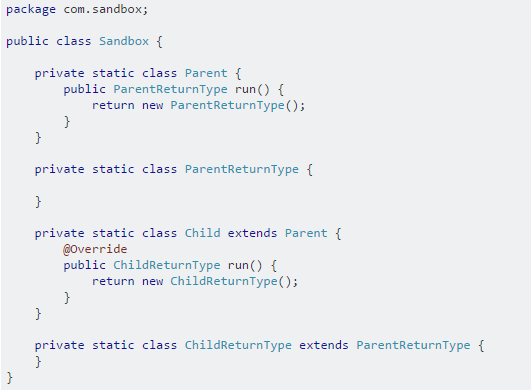 package com.sandbox;
public class Sandbox {
private static class Parent {
public ParentReturnType run() {
return new ParentReturnType();
}
}
private static class ParentReturnType {
}
private static class Child extends Parent {
@Override
public ChildReturnType run() {
return new ChildReturnType();
}
}
private static class ChildReturnType extends ParentReturnType {
}
}